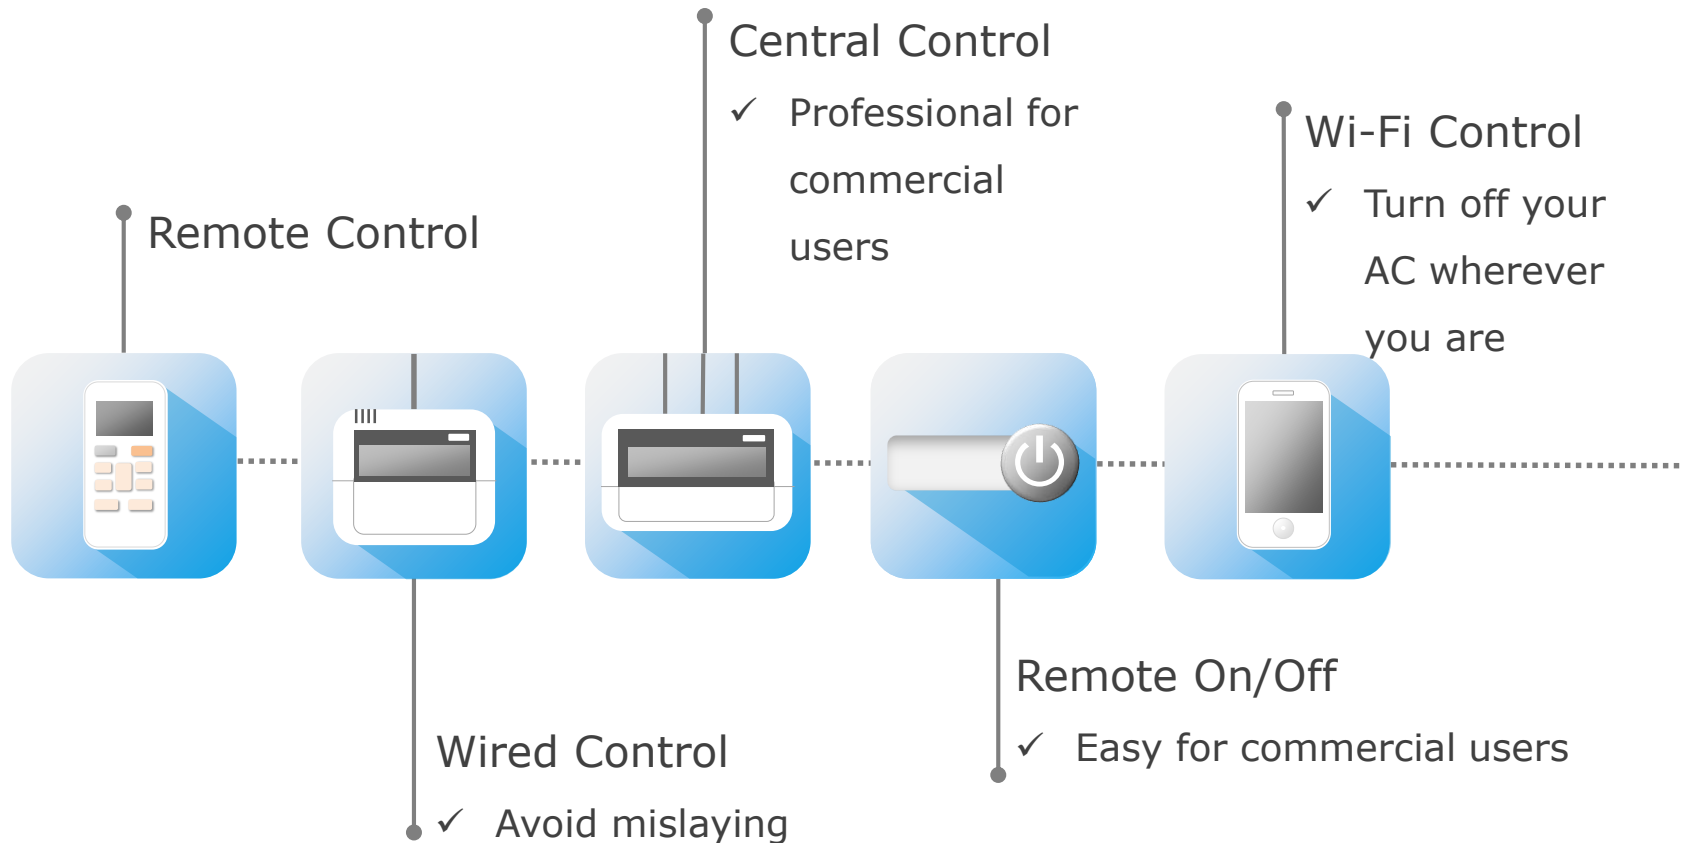 Remote Control
Wired Control
✓ Avoid mislaying
Central Control
✓ Professional for
commercial
users
Remote On/Off
✓ Easy for commercial users
Wi-Fi Control
✓ Turn off your
AC wherever
you are